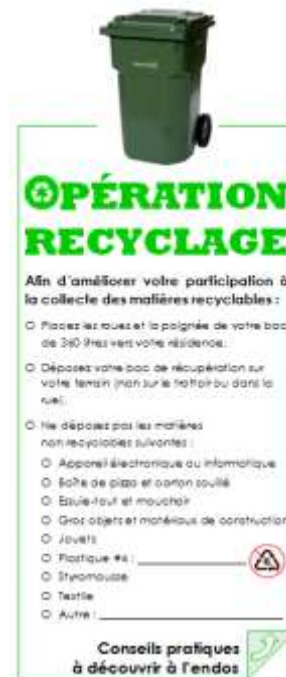 OPÉRATION
RECYCLAGE
Afin d'améliorer votre participation à
la collecte des matières recyclables :
Placez les roues et la poignée de votre bac
de 360 litres vers votre résidence.
Déposez votre bac de récupération sur
votre terrain (non sur le trottoir ou dans la
rue).
Ne déposez pas les matières
non recyclables suivantes :
Appareil électronique ou informatique
Boîte de pizza et carton souillé
Essuie-tout et mouchoir
Gros objets et matériaux de construction
Jouets
Plastique #6 :
Styromousse
Textile
Autre :
Conseils pratiques
à découvrir à l'endos